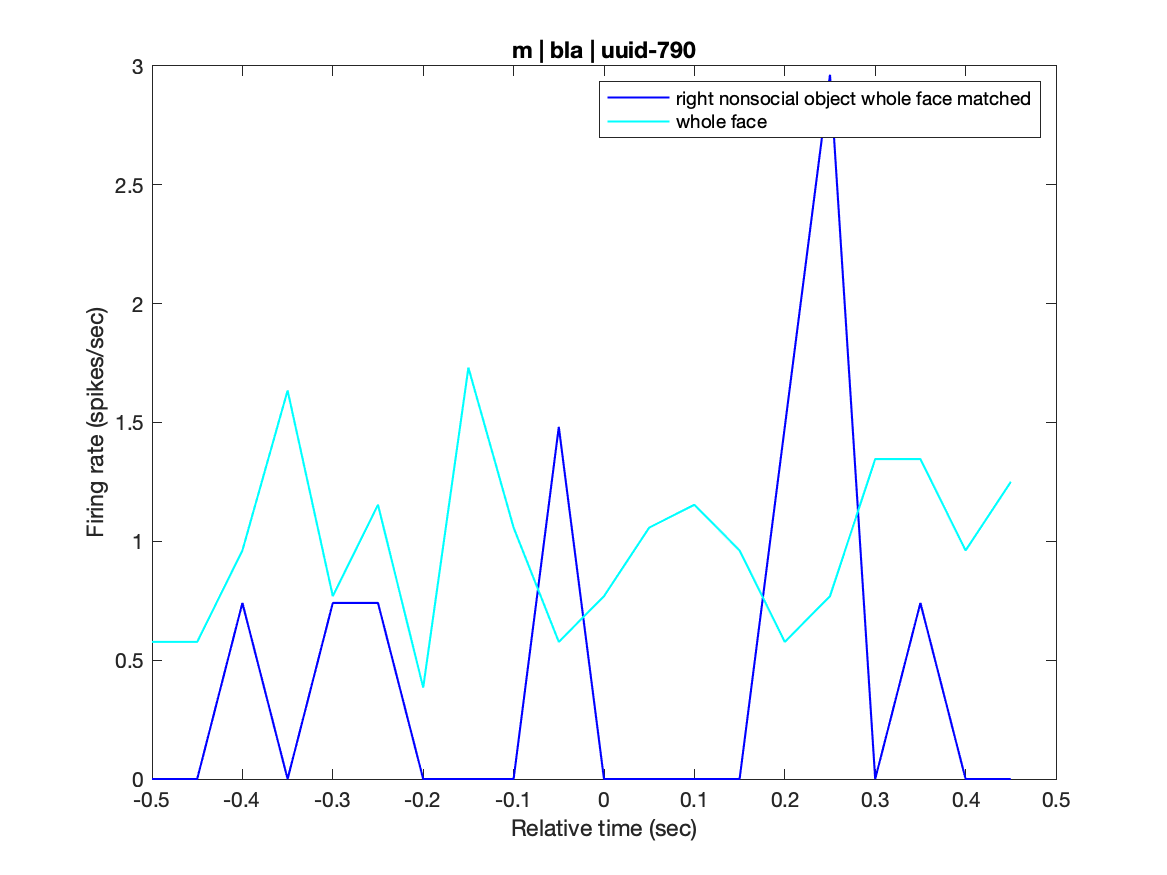 m | bla | uuid-790
right nonsocial object whole face matched
whole face
3
2.5
2
1.5
1
0.5
0
Firing rate (spikes/sec)
-0.5 -0.4 -0.3 -0.2 -0.1 0 0.1 0.2 0.3 0.4 0.5
Relative time (sec)